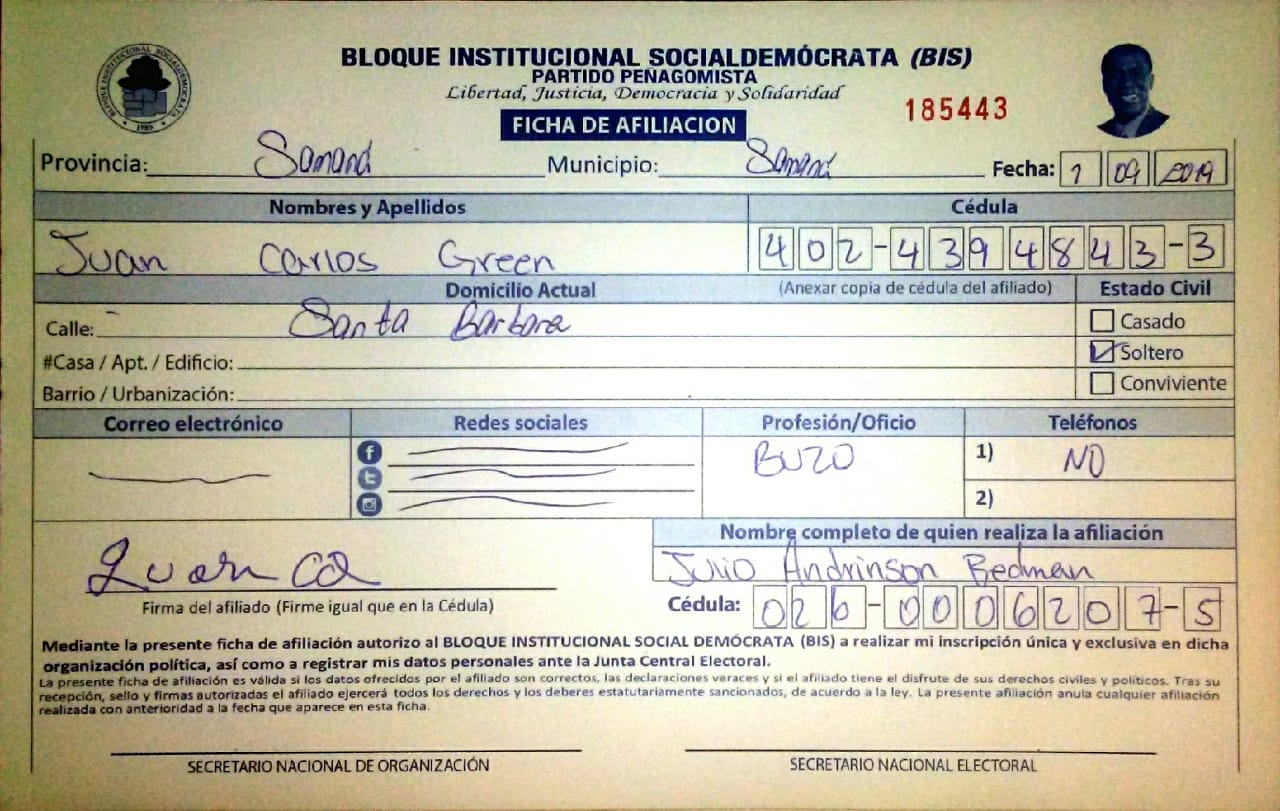 BLOQUE INSTITUCIONAL SOCIALDEMÓCRATA (BIS)
PARTIDO PEÑAGOMISTA
Libertad, Justicia, Democracia y Solidaridad
BLOQUE INSTITUCIONAL SOCIALDEMOCRATA
1989
185443
FICHA DE AFILIACION
Provincia: Samaná Municipio: Samaná Fecha: 1 09 2019
Nombres y Apellidos Cédula
Juan Carlos Green 402-4394843-3
Domicilio Actual (Anexar copia de cédula del afiliado) Estado Civil
Calle: Santa Barbara Casado
#Casa / Apt. / Edificio: Soltero
Barrio / Urbanización: Conviviente
Correo electrónico Redes sociales Profesión/Oficio Teléfonos
BUZO 1) NO
2)
Nombre completo de quien realiza la afiliación
Julio Andrinson Redman
Juan Ca
Firma del afiliado (Firme igual que en la Cédula) Cédula: 026-0006207-5
Mediante la presente ficha de afiliación autorizo al BLOQUE INSTITUCIONAL SOCIAL DEMÓCRATA (BIS) a realizar mi inscripción única y exclusiva en dicha
organización política, así como a registrar mis datos personales ante la Junta Central Electoral.
La presente ficha de afiliación es válida si los datos ofrecidos por el afiliado son correctos, las declaraciones veraces y si el afiliado tiene el disfrute de sus derechos civiles y políticos. Tras su
recepción, sello y firmas autorizadas el afiliado ejercerá todos los derechos y los deberes estatutariamente sancionados, de acuerdo a la ley. La presente afiliación anula cualquier afiliación
realizada con anterioridad a la fecha que aparece en esta ficha.
SECRETARIO NACIONAL DE ORGANIZACIÓN SECRETARIO NACIONAL ELECTORAL